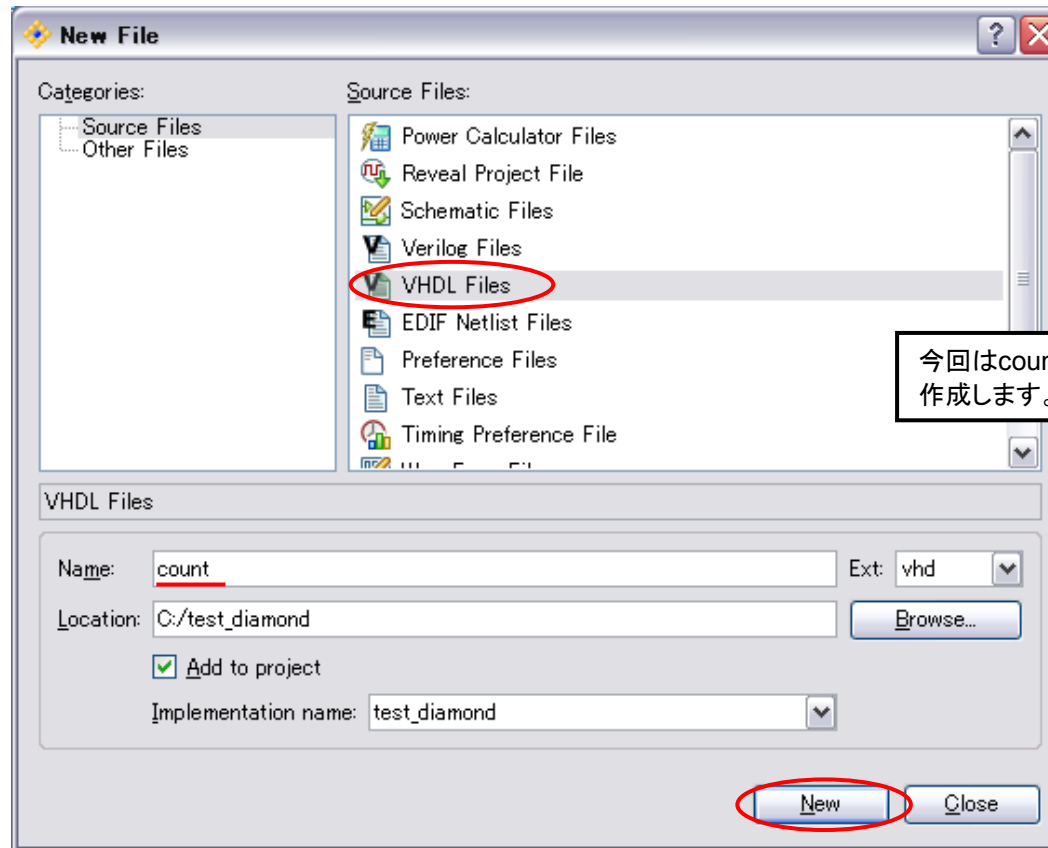 New File
Categories:
Source Files:
Source Files
Other Files
Power Calculator Files
Reveal Project File
Schematic Files
Verilog Files
VHDL Files
EDIF Netlist Files
Preference Files
Text Files
Timing Preference File
今回はcoun
作成します。
VHDL Files
Name: count Ext: vhd
Location: C:/test_diamond Browse...
Add to project
Implementation name: test_diamond
New Close